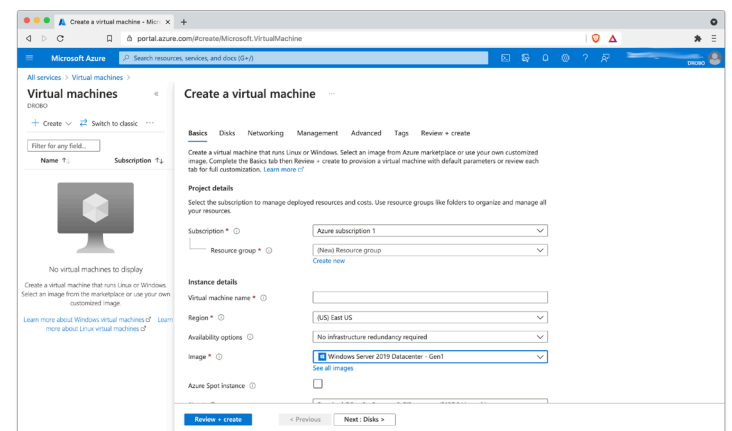 Create a virtual machine - Micro
portal.azure.com/#create/Microsoft.VirtualMachine
Microsoft Azure
Search resources, services, and docs (G+/)
DROBO
All services > Virtual machines >
Virtual machines
DROBO
+ Create
Switch to classic
Filter for any field...
Name ↑↓
Subscription ↑↓
No virtual machines to display
Create a virtual machine that runs Linux or Windows.
Select an image from the marketplace or use your own
customized image.
Learn more about Windows virtual machines
Learn
more about Linux virtual machines
Create a virtual machine ...
Basics
Disks
Networking
Management
Advanced
Tags
Review + create
Create a virtual machine that runs Linux or Windows. Select an image from Azure marketplace or use your own customized
image. Complete the Basics tab then Review + create to provision a virtual machine with default parameters or review each
tab for full customization. Learn more
Project details
Select the subscription to manage deployed resources and costs. Use resource groups like folders to organize and manage all
your resources.
Subscription *
Azure subscription 1
Resource group *
(New) Resource group
Create new
Instance details
Virtual machine name *
Region *
(US) East US
Availability options
No infrastructure redundancy required
Image *
Windows Server 2019 Datacenter - Gen1
See all images
Azure Spot instance
Review + create
< Previous
Next : Disks >